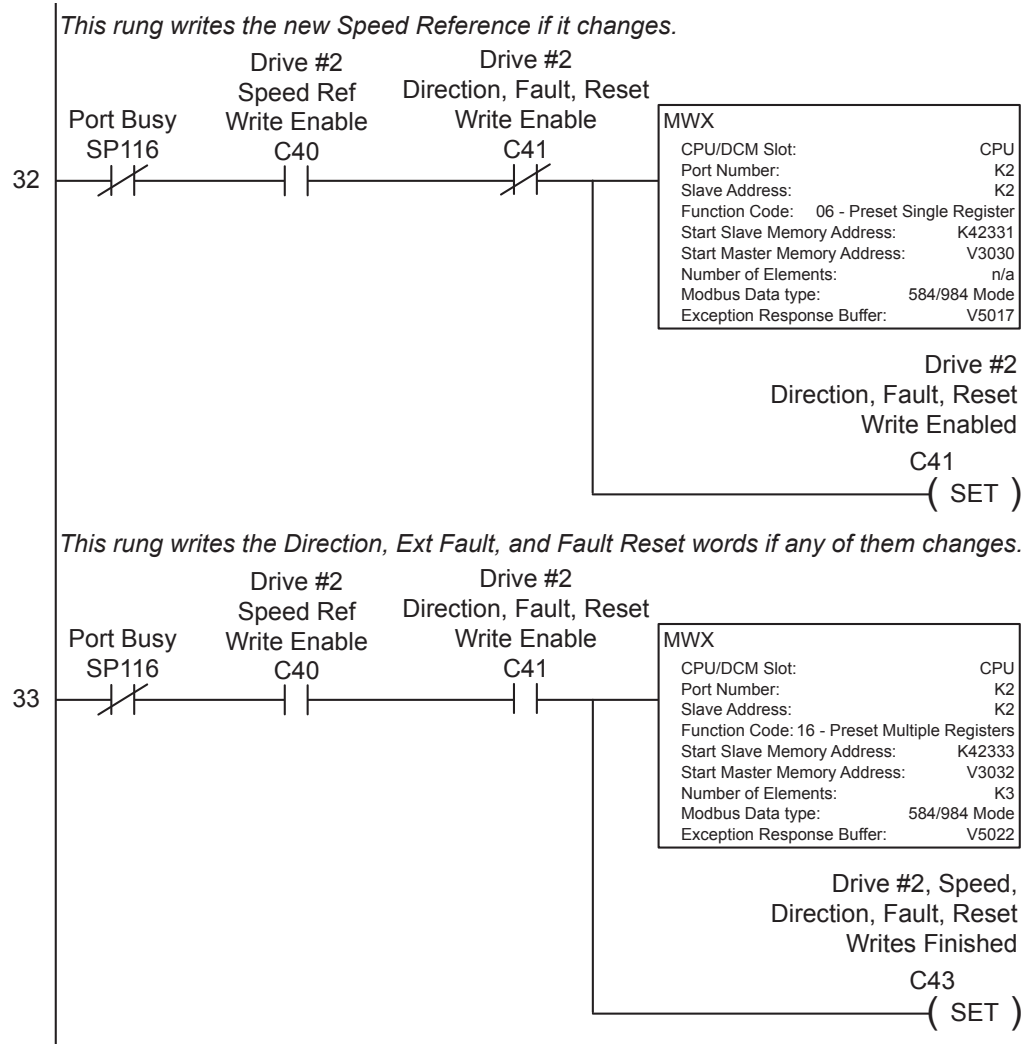 This rung writes the new Speed Reference if it changes.
Drive #2
Speed Ref
Write Enable
Drive #2
Direction, Fault, Reset
Write Enable
Port Busy
SP116
C40
C41
32
MWX
CPU/DCM Slot: CPU
Port Number: K2
Slave Address: K2
Function Code: 06 - Preset Single Register
Start Slave Memory Address: K42331
Start Master Memory Address: V3030
Number of Elements: n/a
Modbus Data type: 584/984 Mode
Exception Response Buffer: V5017
Drive #2
Direction, Fault, Reset
Write Enabled
C41
( SET )
This rung writes the Direction, Ext Fault, and Fault Reset words if any of them changes.
Drive #2
Speed Ref
Write Enable
Drive #2
Direction, Fault, Reset
Write Enable
Port Busy
SP116
C40
C41
33
MWX
CPU/DCM Slot: CPU
Port Number: K2
Slave Address: K2
Function Code: 16 - Preset Multiple Registers
Start Slave Memory Address: K42333
Start Master Memory Address: V3032
Number of Elements: K3
Modbus Data type: 584/984 Mode
Exception Response Buffer: V5022
Drive #2, Speed,
Direction, Fault, Reset
Writes Finished
C43
( SET )